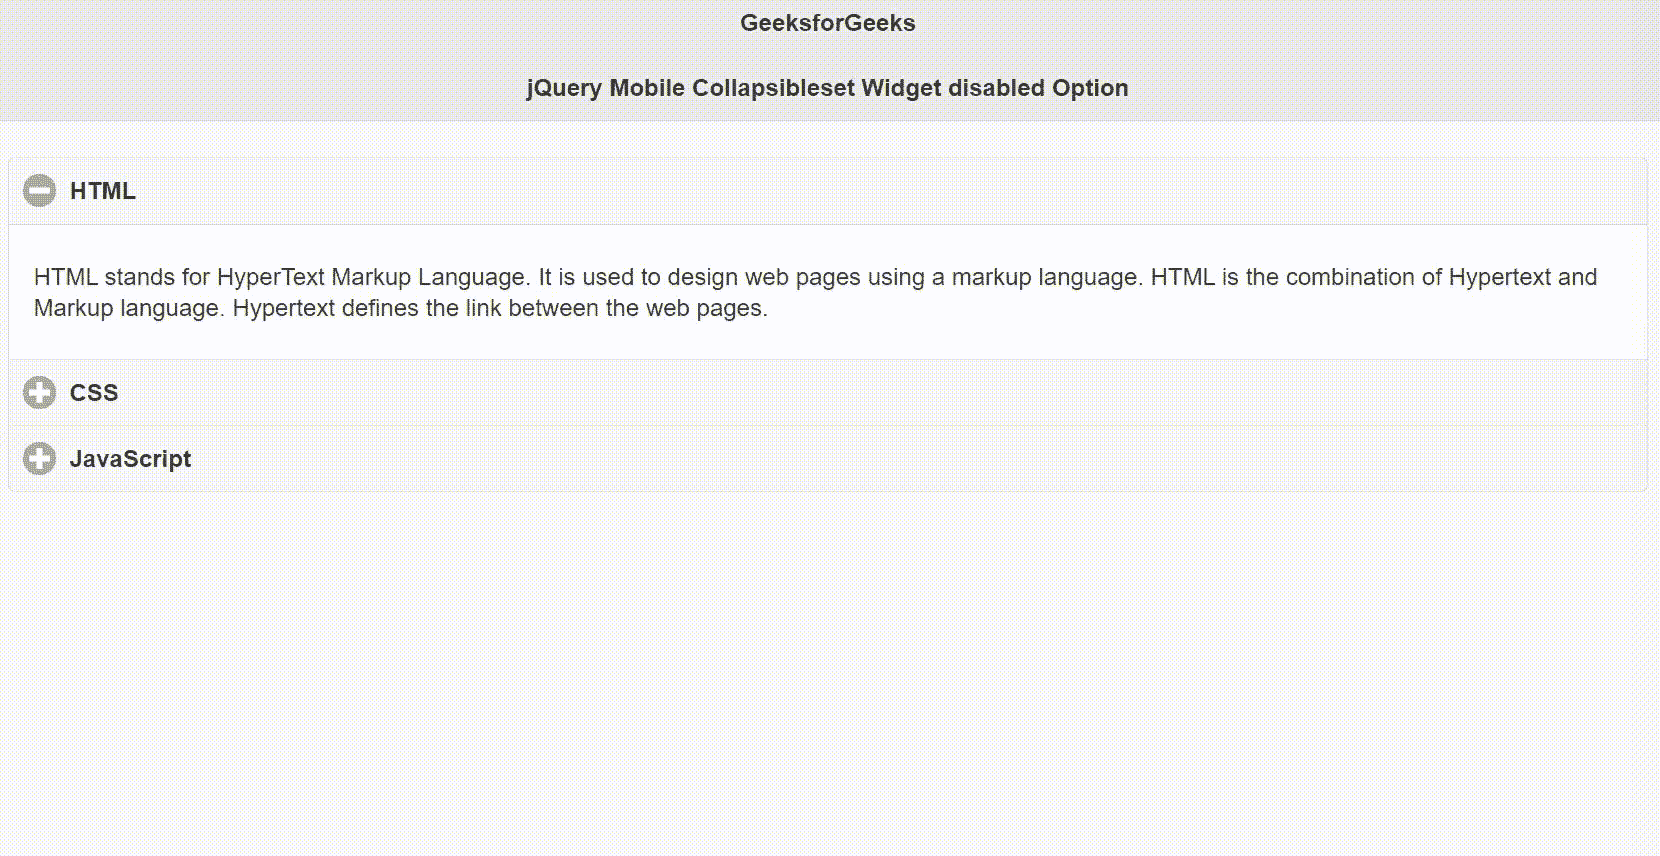 GeeksforGeeks
jQuery Mobile Collapsibleset Widget disabled Option
HTML
HTML stands for HyperText Markup Language. It is used to design web pages using a markup language. HTML is the combination of Hypertext and
Markup language. Hypertext defines the link between the web pages.
CSS
JavaScript